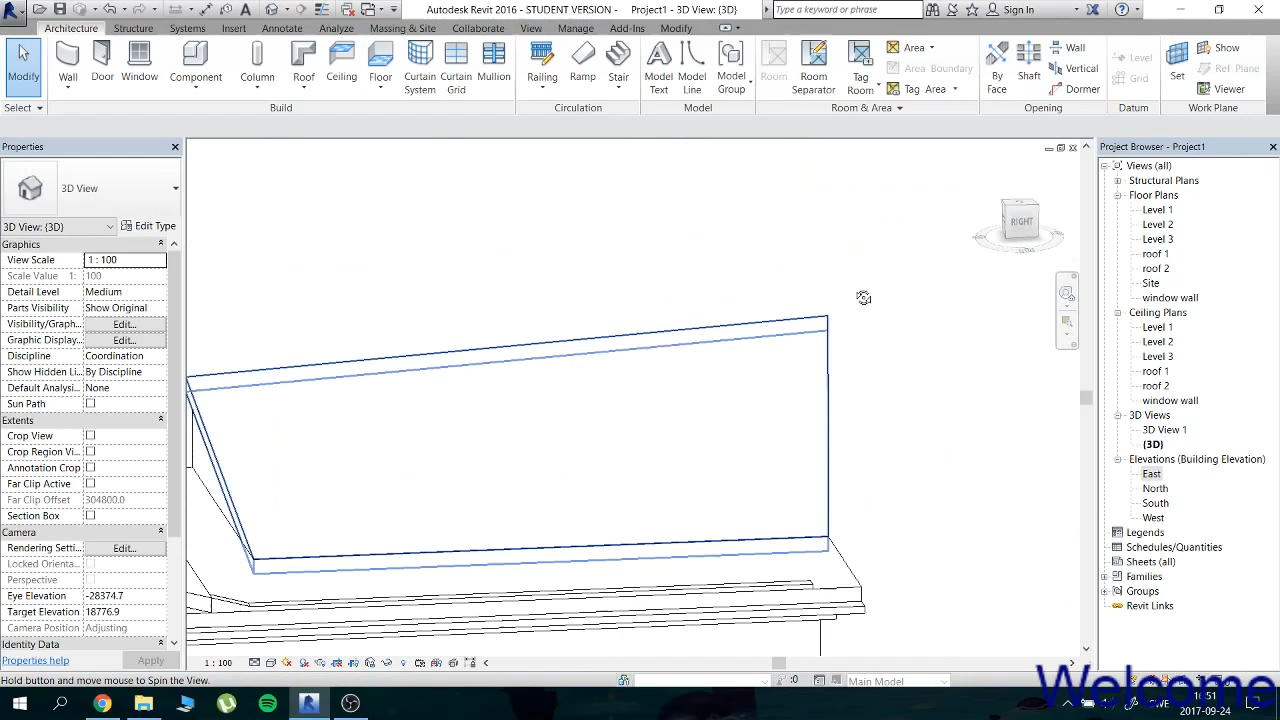 Autodesk Revit 2016 - STUDENT VERSION - Project1 - 3D View: {3D}
Type a keyword or phrase
Sign In
Architecture Structure Systems Insert Annotate Analyze Massing & Site Collaborate View Manage Add-Ins Modify
Modify Wall Door Window Component Column Roof Ceiling Floor Curtain System Curtain Grid Mullion Railing Ramp Stair Model Text Model Line Model Group Room Room Separator Tag Room By Face Shaft Set
Area Wall Level Show
Area Boundary Vertical Grid Ref Plane
Tag Area Dormer Viewer
Select Build Circulation Model Room & Area Opening Datum Work Plane
Properties
3D View
3D View: {3D} Edit Type
Graphics
View Scale 1 : 100
Scale Value 1: 100
Detail Level Medium
Parts Visibility Show Original
Visibility/Graph... Edit...
Graphic Display... Edit...
Discipline Coordination
Show Hidden Li... By Discipline
Default Analysi... None
Sun Path
Extents
Crop View
Crop Region Vi...
Annotation Crop
Far Clip Active
Far Clip Offset 304800.0
Section Box
Camera
Rendering Setti... Edit...
Locked Orienta...
Perspective
Eye Elevation -28374.7
Target Elevation 18776.9
Camera Position Adjusting
Identity Data
Properties help Apply
RIGHT
Project Browser - Project1
Views (all)
Structural Plans
Floor Plans
Level 1
Level 2
Level 3
roof 1
roof 2
Site
window wall
Ceiling Plans
Level 1
Level 2
Level 3
roof 1
roof 2
window wall
3D Views
3D View 1
{3D}
Elevations (Building Elevation)
East
North
South
West
Legends
Schedules/Quantities
Sheets (all)
Families
Groups
Revit Links
1 : 100
Hold button and move mouse to Spin the View.
:0
Main Model
Welcome
16:51
SWE
2017-09-24